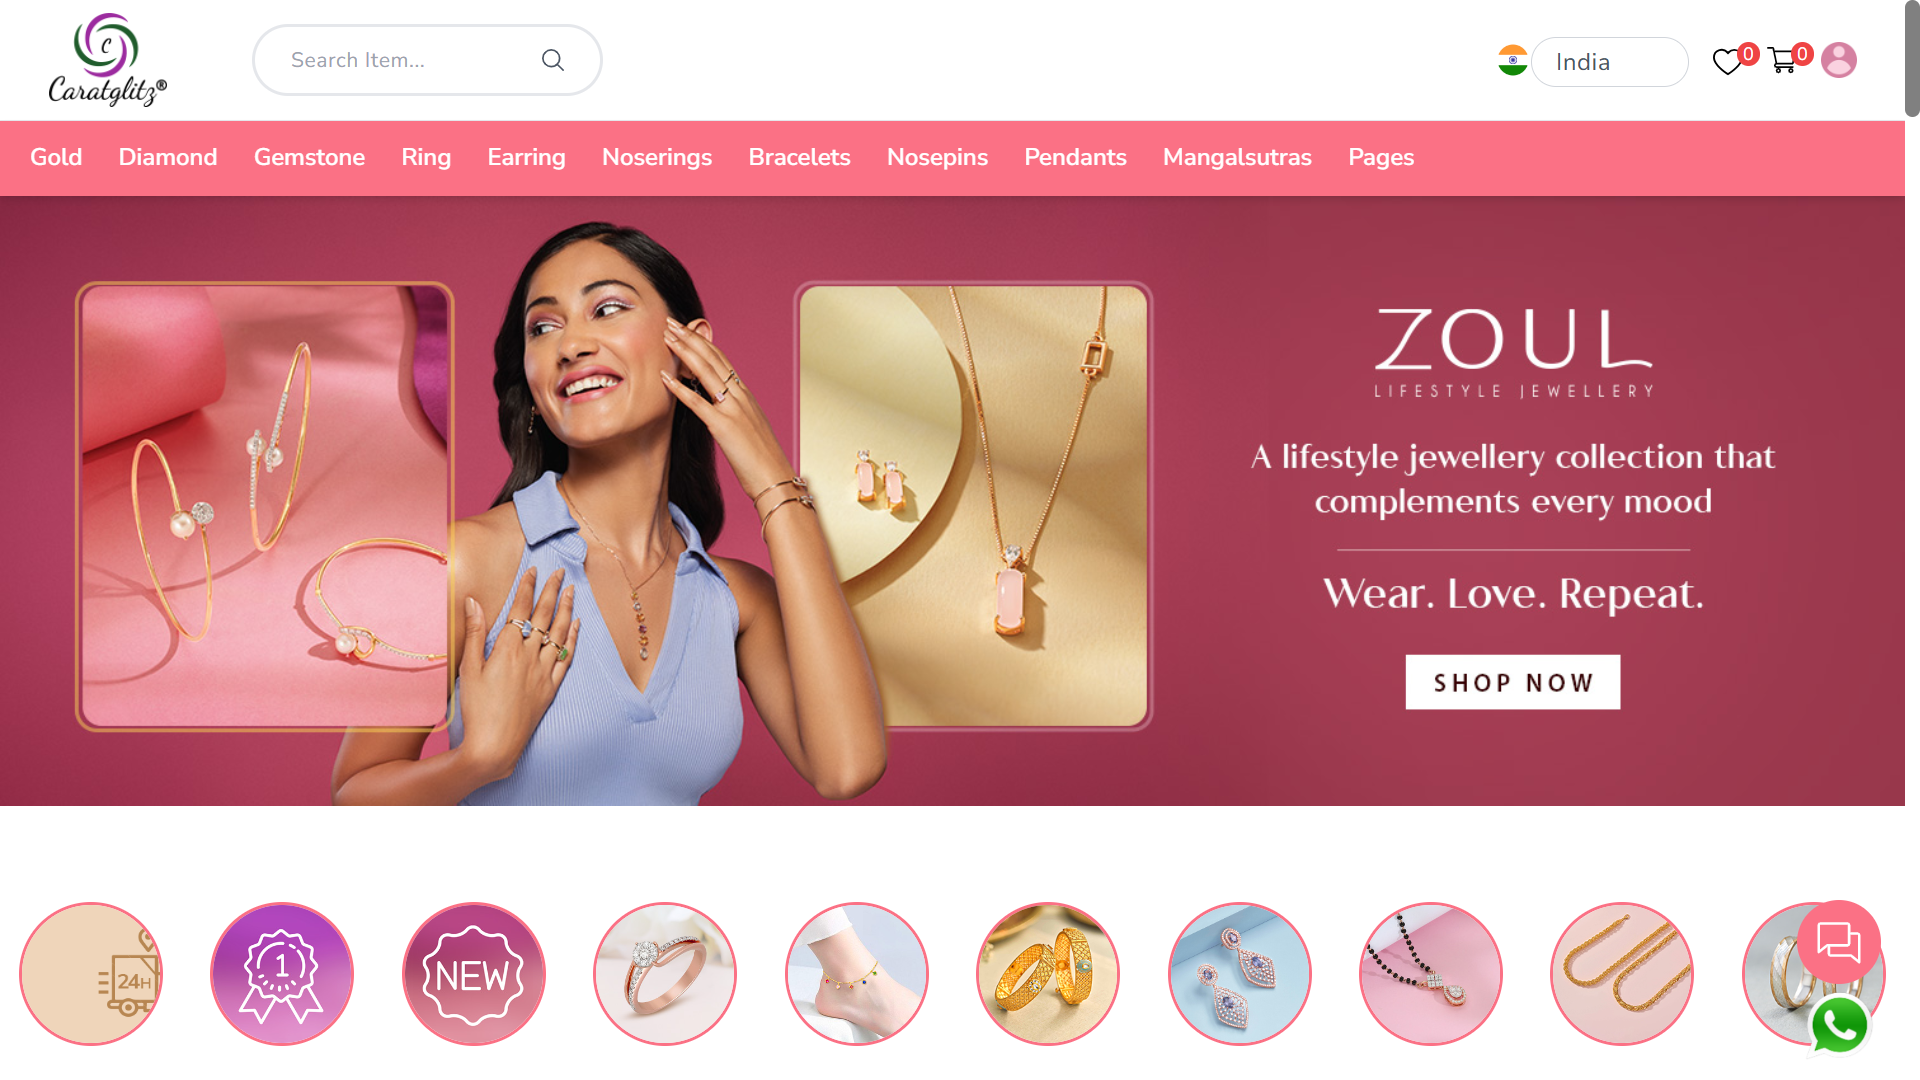 C
Caratglitz®
Search Item...
India
0
0
Gold
Diamond
Gemstone
Ring
Earring
Noserings
Bracelets
Nosepins
Pendants
Mangalsutras
Pages
ZOUL
LIFESTYLE JEWELLERY
A lifestyle jewellery collection that
complements every mood
Wear. Love. Repeat.
SHOP NOW
24H
1
NEW